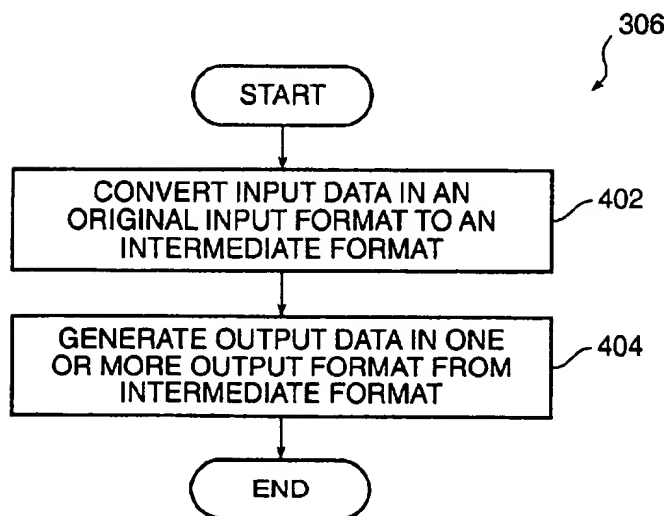 306
START
CONVERT INPUT DATA IN AN
ORIGINAL INPUT FORMAT TO AN
INTERMEDIATE FORMAT
402
GENERATE OUTPUT DATA IN ONE
OR MORE OUTPUT FORMAT FROM
INTERMEDIATE FORMAT
404
END